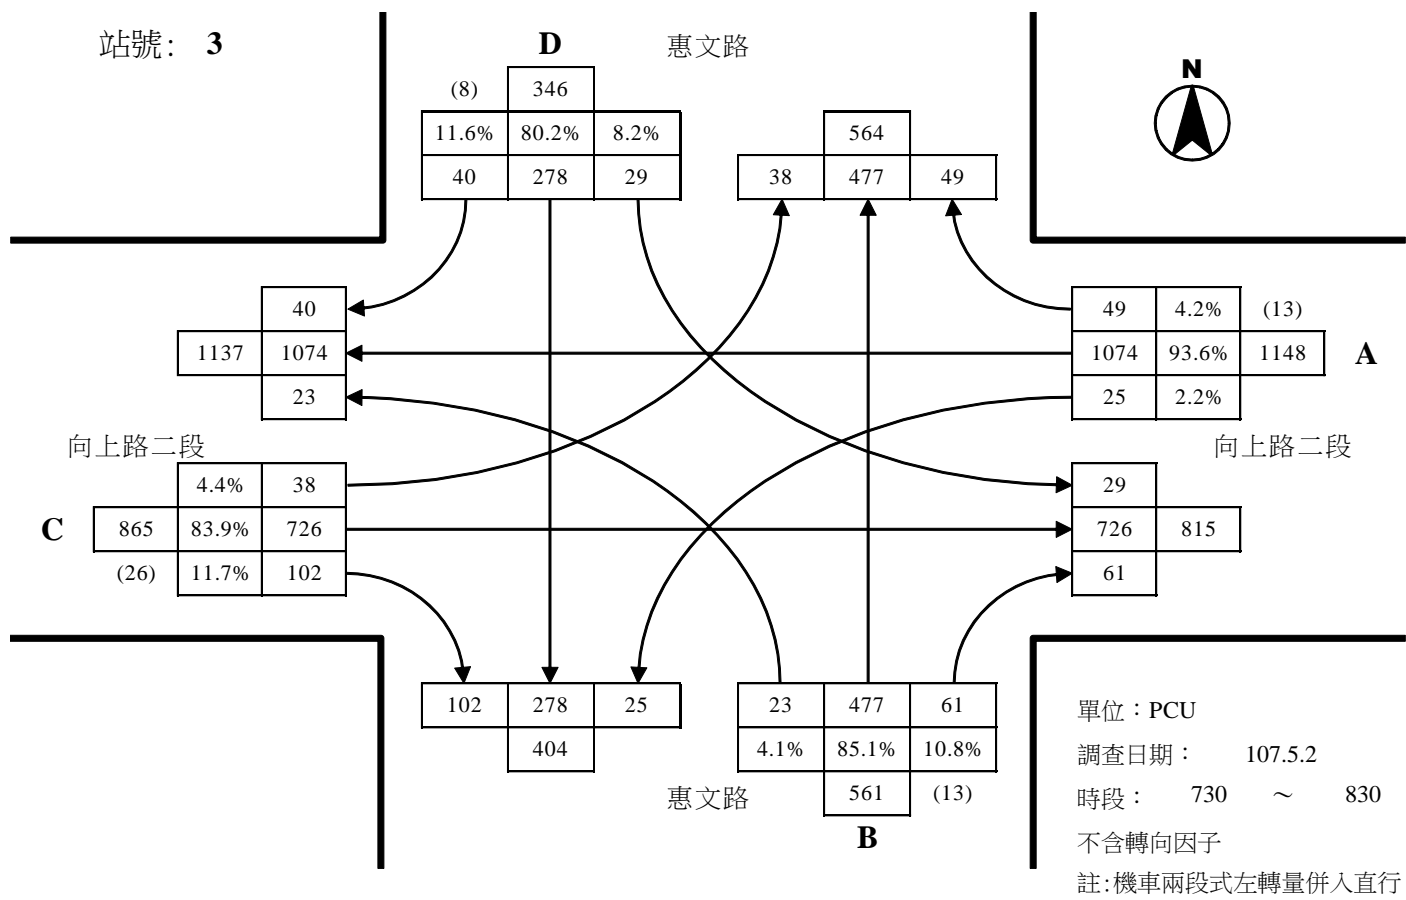 站號: 3
D
惠文路
N
(8) 346
11.6% 80.2% 8.2%
40 278 29
564
38 477 49
40
1137 1074
23
49 4.2% (13)
1074 93.6% 1148 A
25 2.2%
向上路二段
向上路二段
4.4% 38
C 865 83.9% 726
(26) 11.7% 102
29
726 815
61
102 278 25
404
23 477 61
4.1% 85.1% 10.8%
561 (13)
惠文路
B
單位：PCU
調查日期： 107.5.2
時段： 730 ～ 830
不含轉向因子
註:機車兩段式左轉量併入直行